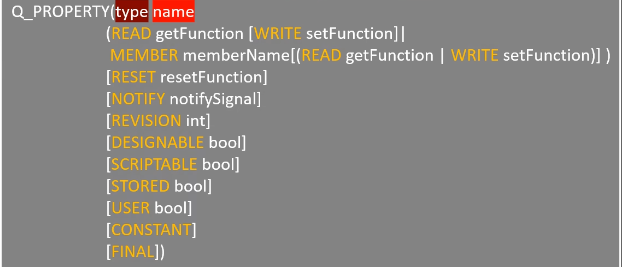 Q_PROPERTY(type name
(READ getFunction [WRITE setFunction]|
MEMBER memberName[(READ getFunction | WRITE setFunction)] )
[RESET resetFunction]
[NOTIFY notifySignal]
[REVISION int]
[DESIGNABLE bool]
[SCRIPTABLE bool]
[STORED bool]
[USER bool]
[CONSTANT]
[FINAL])